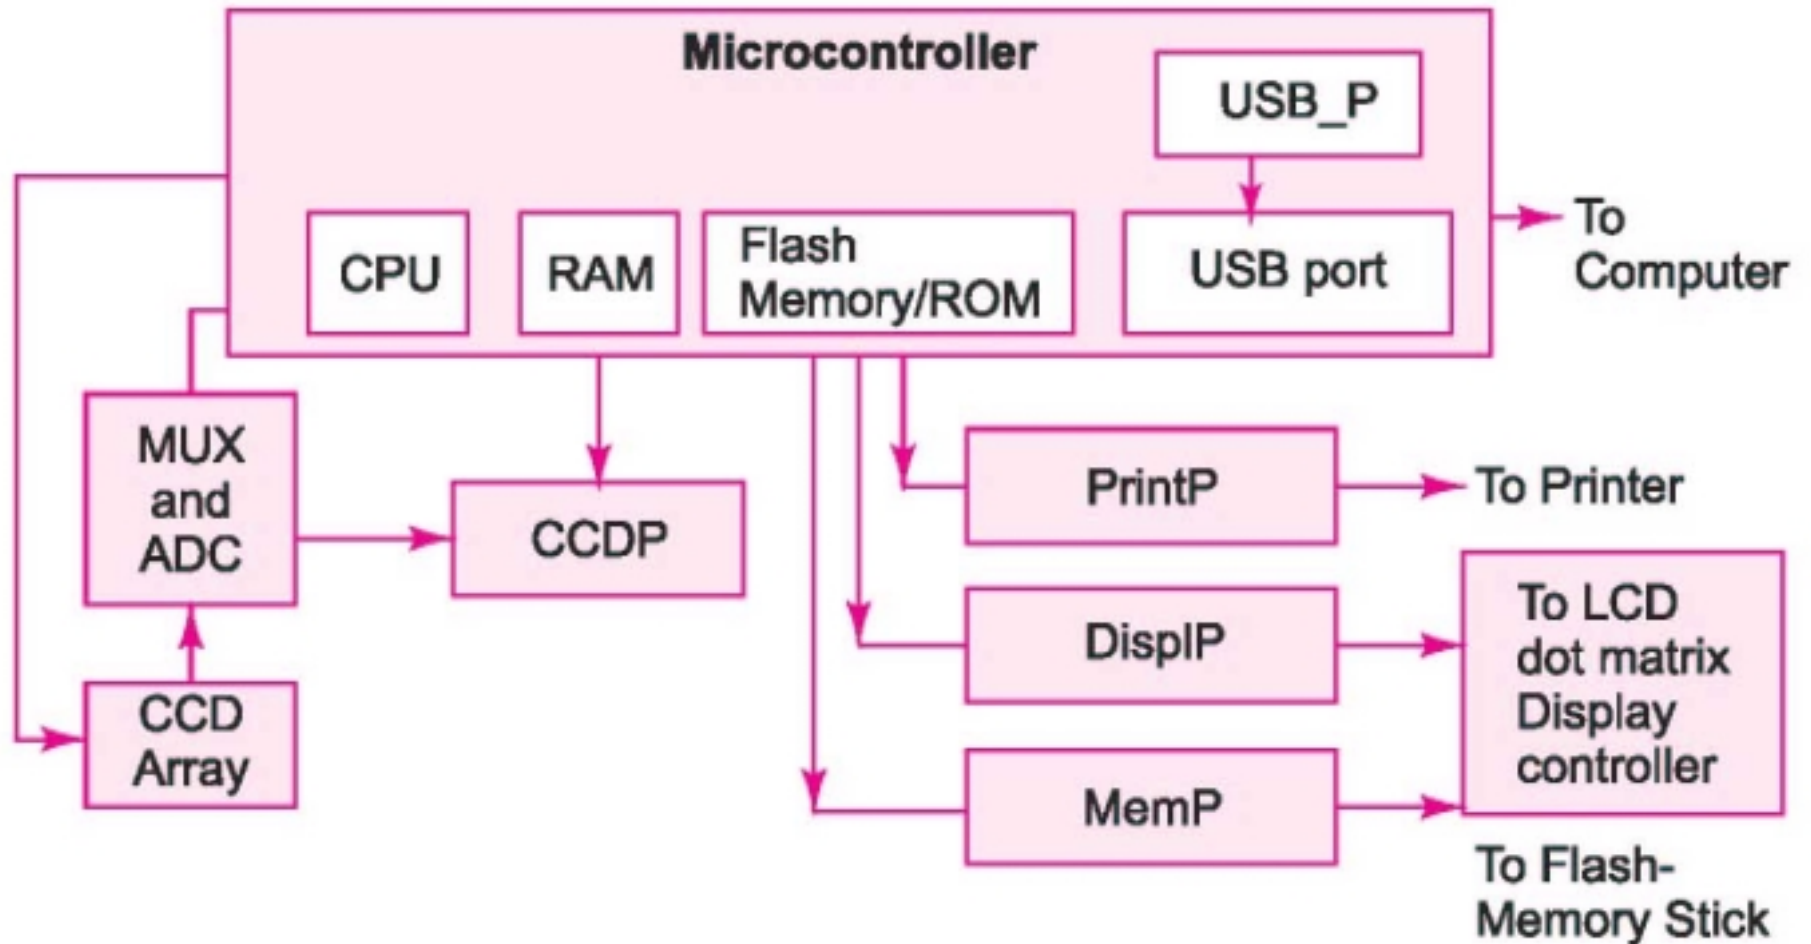 Microcontroller
USB_P
To
Computer
CPU
RAM
Flash
Memory/ROM
USB port
MUX
and
ADC
CCDP
CCD
Array
PrintP
To Printer
DisplP
To LCD
dot matrix
Display
controller
MemP
To Flash-
Memory Stick